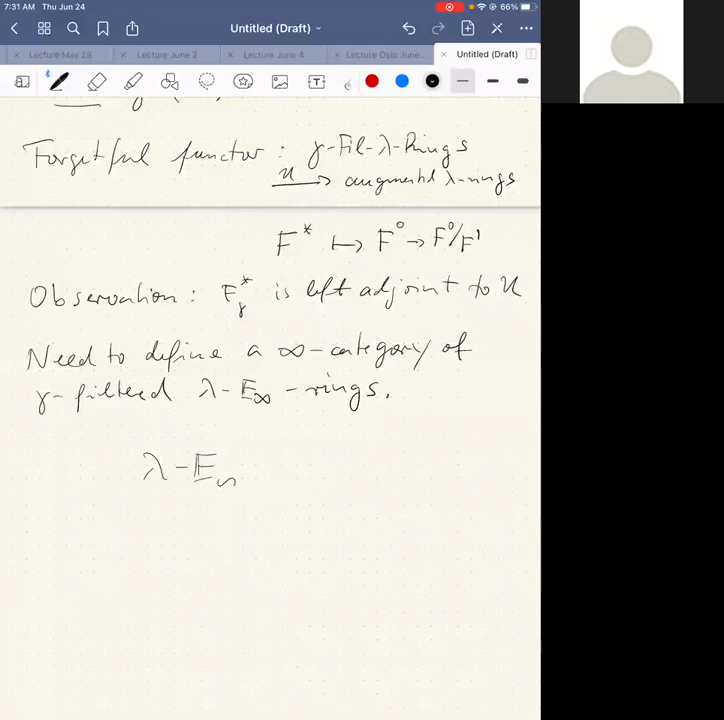 7:31 AM Thu Jun 24
66%
Untitled (Draft)
Lecture May 28
Lecture June 2
Lecture June 4
Lecture Oslo June...
Untitled (Draft)
Forgetful functor : γ-Fil-λ-Rings
u⟶ augmented λ-rings
F* ↦ F⁰ → F⁰/F¹
Observation : F*_γ is left adjoint to u
Need to define a ∞-category of
γ-filtered λ-E∞-rings.
λ-E